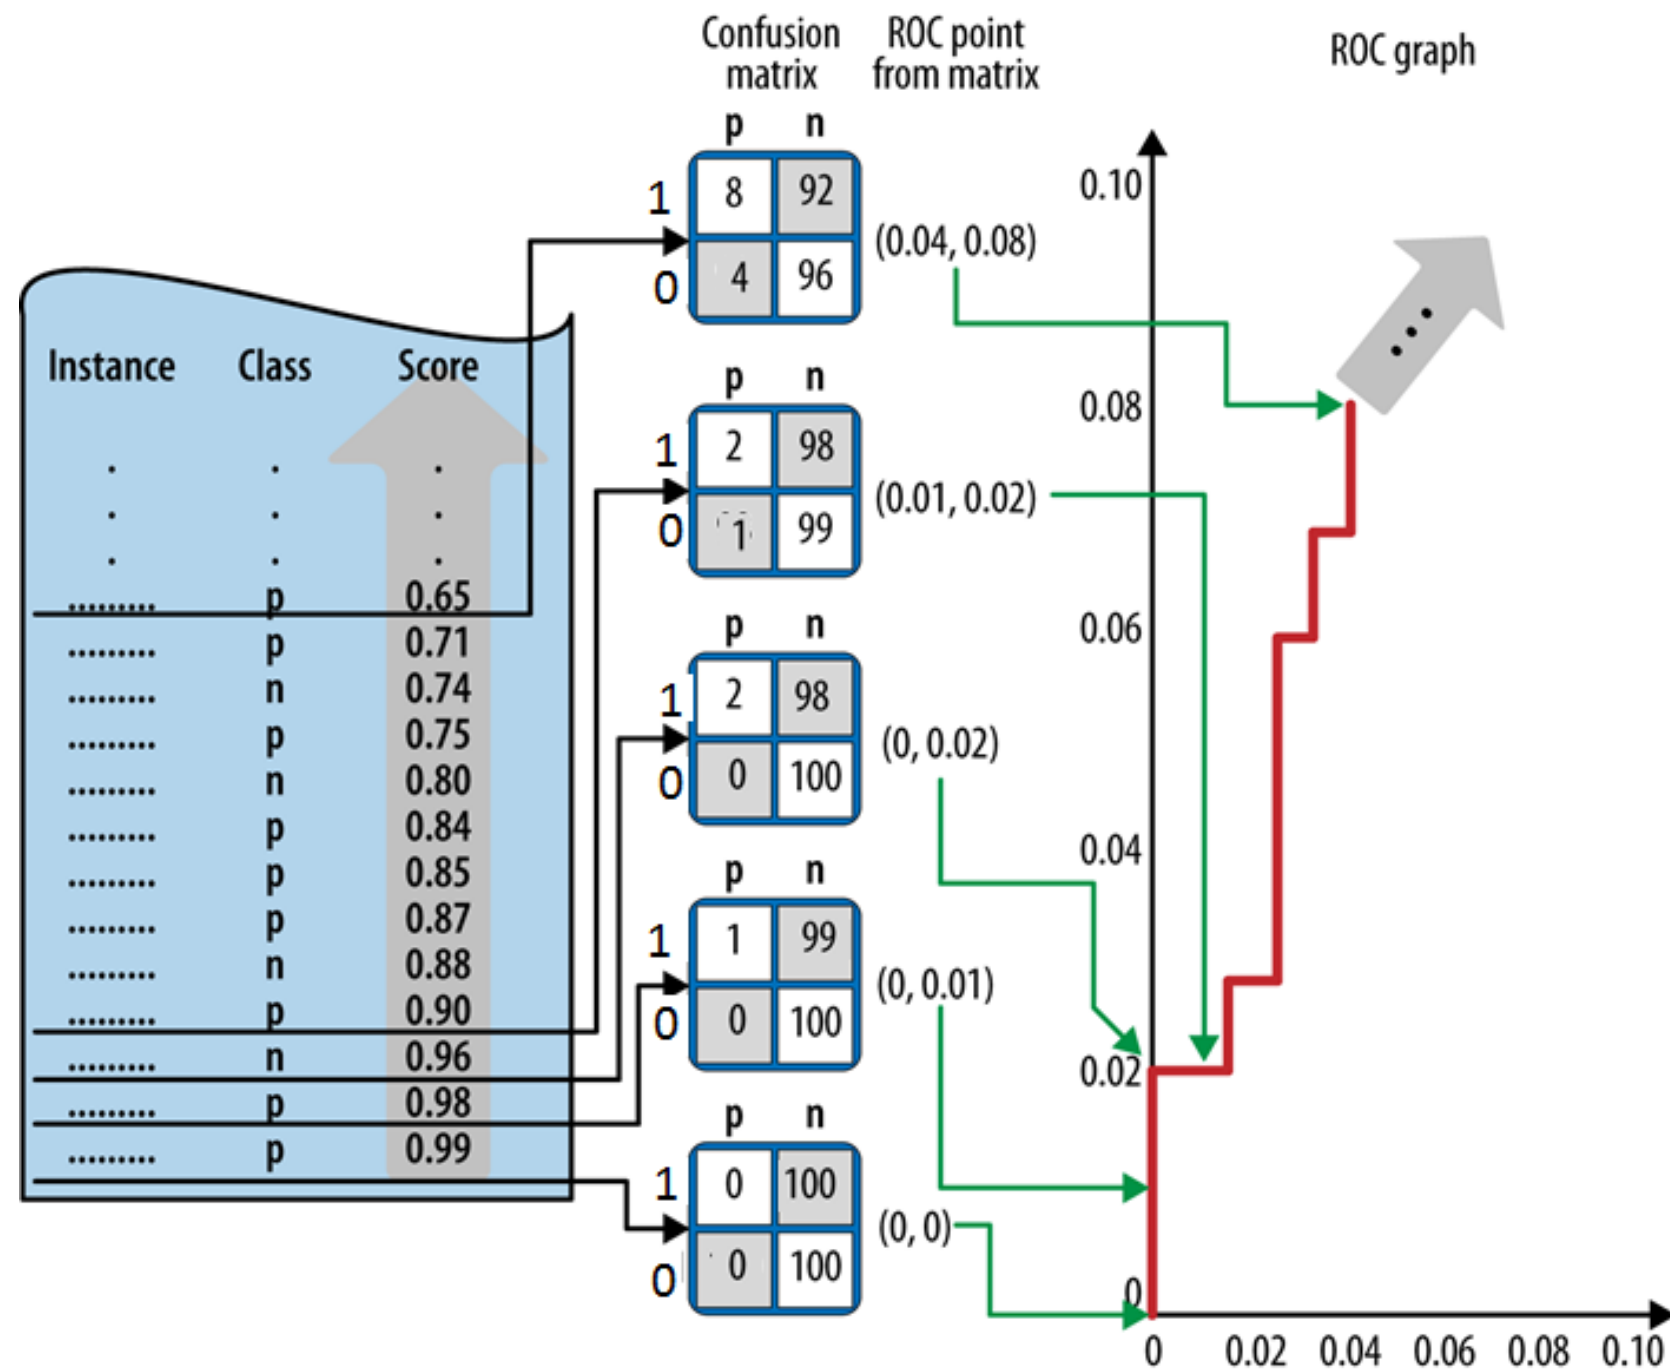 Confusion matrix
ROC point from matrix
ROC graph
p n
1 8 92
0 4 96
(0.04, 0.08)
p n
1 2 98
0 1 99
(0.01, 0.02)
p n
1 2 98
0 0 100
(0, 0.02)
p n
1 1 99
0 0 100
(0, 0.01)
p n
1 0 100
0 0 100
(0, 0)
Instance Class Score
. . .
. . .
. . .
......... p 0.65
......... p 0.71
......... n 0.74
......... p 0.75
......... n 0.80
......... p 0.84
......... p 0.85
......... p 0.87
......... n 0.88
......... p 0.90
......... n 0.96
......... p 0.98
......... p 0.99
0.10
0.08
0.06
0.04
0.02
0
...
0 0.02 0.04 0.06 0.08 0.10